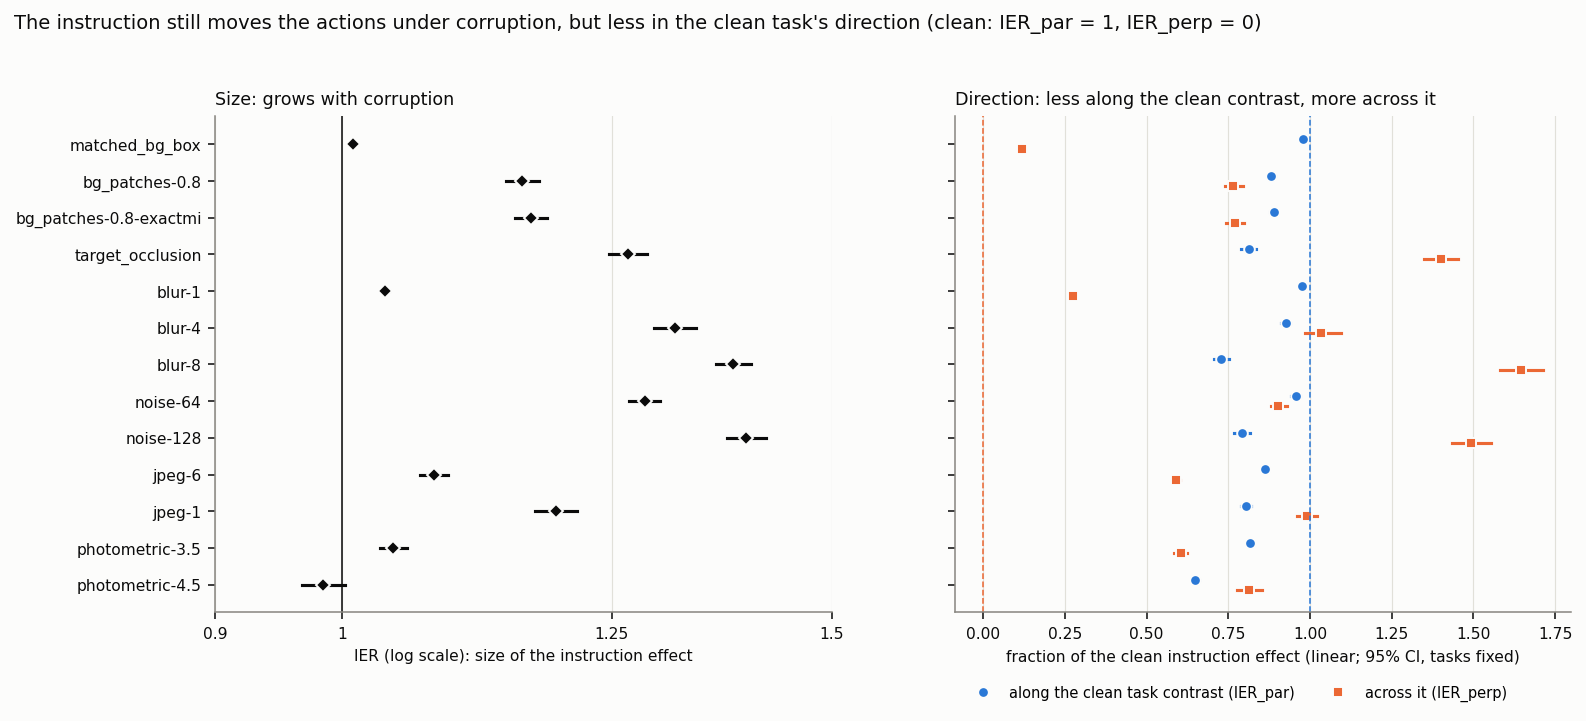 The instruction still moves the actions under corruption, but less in the clean task's direction (clean: IER_par = 1, IER_perp = 0)
Size: grows with corruption
matched_bg_box
bg_patches-0.8
bg_patches-0.8-exactmi
target_occlusion
blur-1
blur-4
blur-8
noise-64
noise-128
jpeg-6
jpeg-1
photometric-3.5
photometric-4.5
0.9 1 1.25 1.5
IER (log scale): size of the instruction effect
Direction: less along the clean contrast, more across it
0.00 0.25 0.50 0.75 1.00 1.25 1.50 1.75
fraction of the clean instruction effect (linear; 95% CI, tasks fixed)
along the clean task contrast (IER_par) across it (IER_perp)